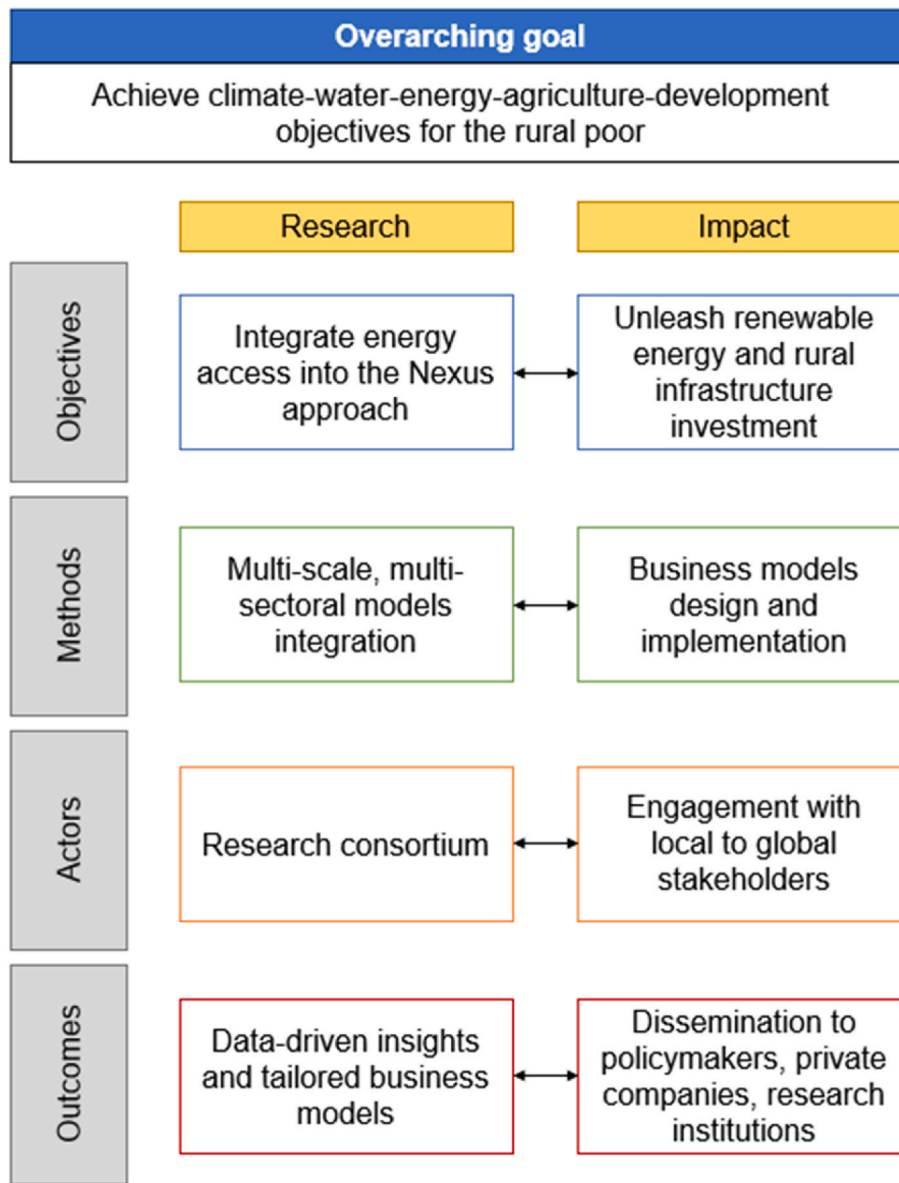 Overarching goal
Achieve climate-water-energy-agriculture-development
objectives for the rural poor
Research
Impact
Objectives
Integrate energy
access into the Nexus
approach
Unleash renewable
energy and rural
infrastructure
investment
Methods
Multi-scale, multi-
sectoral models
integration
Business models
design and
implementation
Actors
Research consortium
Engagement with
local to global
stakeholders
Outcomes
Data-driven insights
and tailored business
models
Dissemination to
policymakers, private
companies, research
institutions